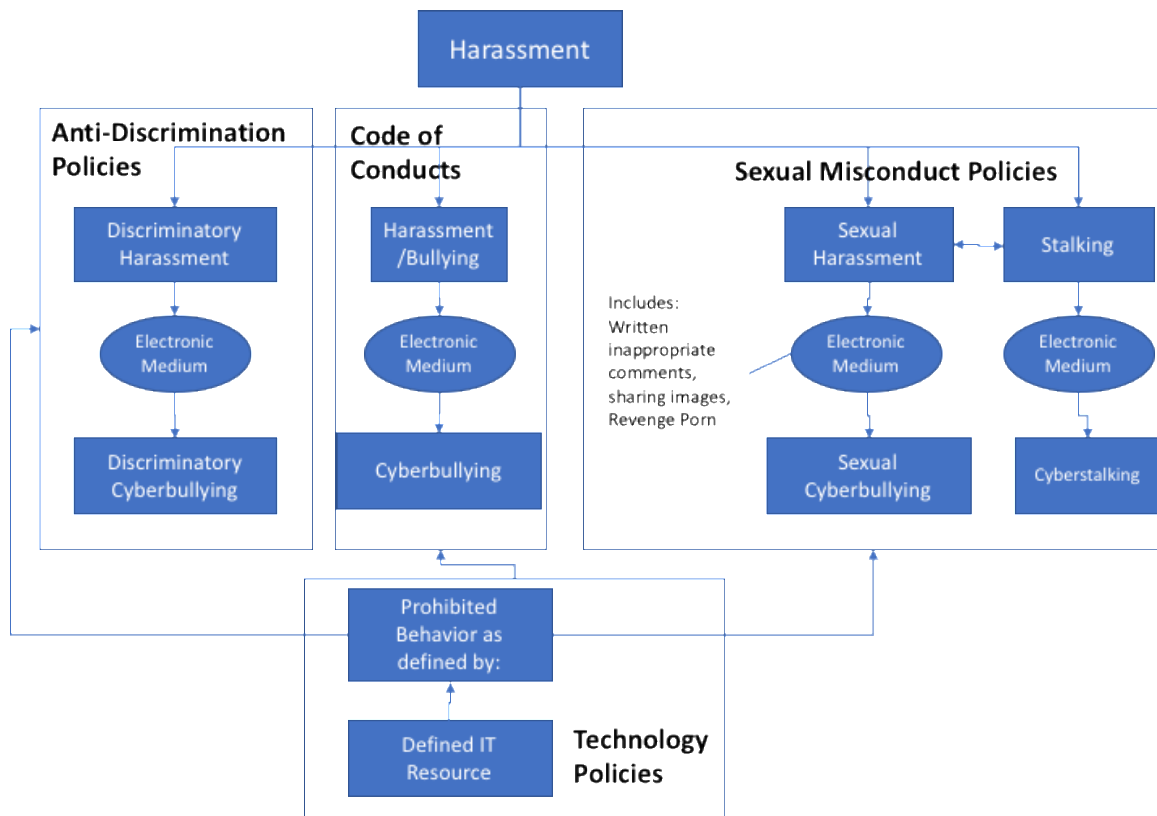 Harassment
Anti-Discrimination
Policies
Code of
Conducts
Sexual Misconduct Policies
Discriminatory
Harassment
Harassment
/Bullying
Sexual
Harassment
Stalking
Includes:
Written
inappropriate
comments,
sharing images,
Revenge Porn
Electronic
Medium
Electronic
Medium
Electronic
Medium
Electronic
Medium
Discriminatory
Cyberbullying
Cyberbullying
Sexual
Cyberbullying
Cyberstalking
Prohibited
Behavior as
defined by:
Defined IT
Resource
Technology
Policies